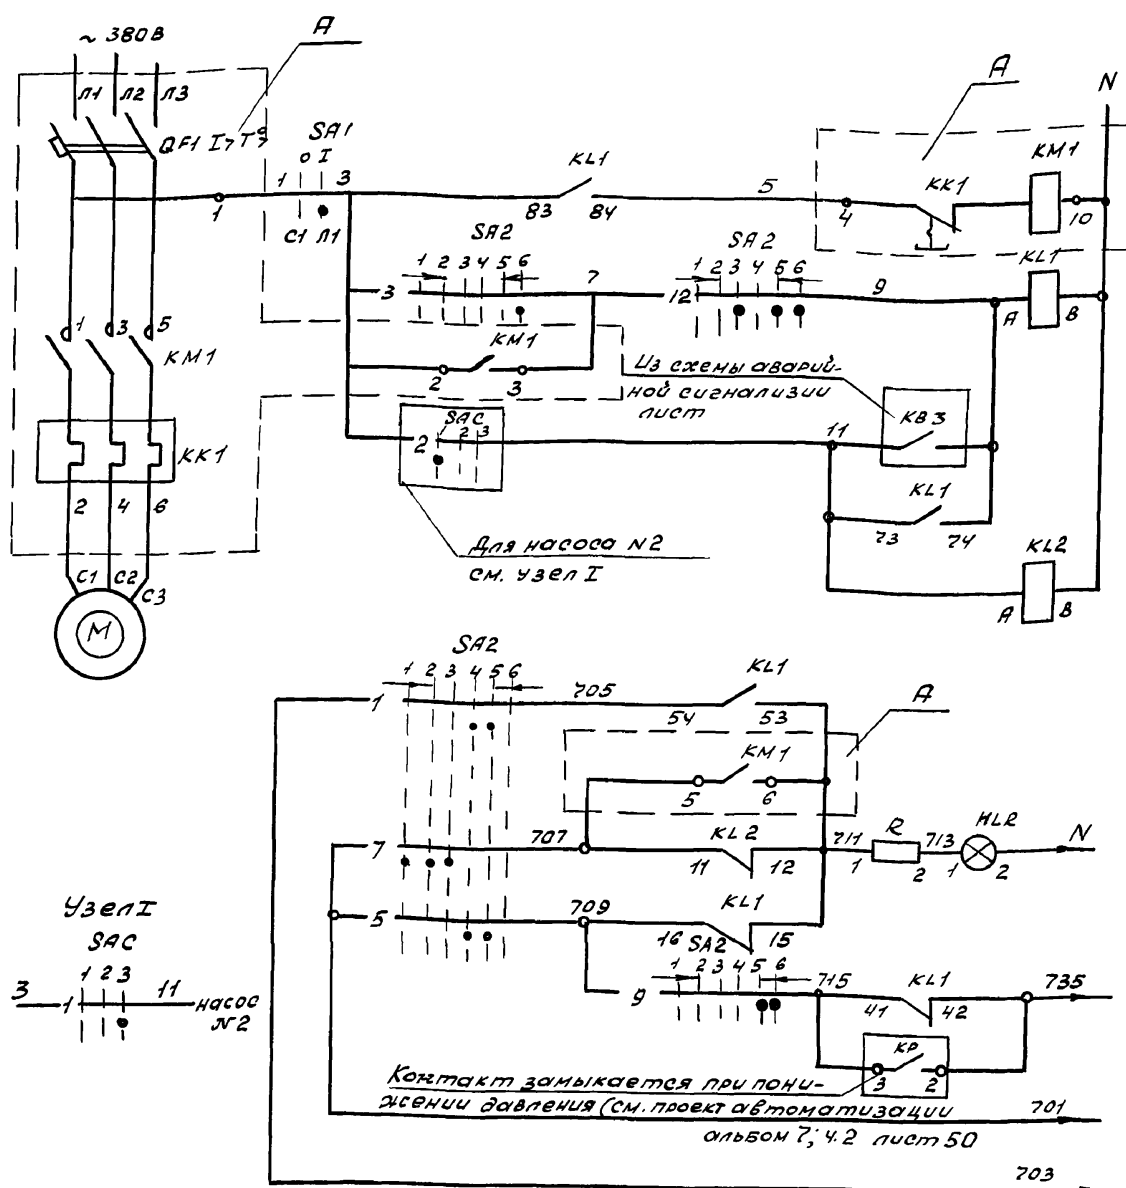 ~ 380В
А
Л1 Л2 Л3
QF1 I>T°
SA1
0 I
1 3
1
С1 Л1
KL1
83 84
5
А
N
4
KK1
KM1
10
SA2
1 2 3 4 5 6
3
7
SA2
1 2 3 4 5 6
12
9
KL1
А В
1 3 5
KM1
KM1
2 3
Из схемы аварий-
ной сигнализии
лист
SAC
2 2 3
11
КВ3
KK1
2 4 6
KL1
73 74
Для насоса N2
см. узел I
KL2
А В
С1 С2 С3
М
SA2
1 2 3 4 5 6
1
705
KL1
54 53
А
KM1
5 6
7
707
KL2
11 12
711
R
1 2
713
HLR
1 2
N
5
709
KL1
16 15
SA2
1 2 3 4 5 6
9
715
KL1
41 42
735
Узел I
SAC
1 2 3
3 1 11 насос
N2
КР
3 2
Контакт замыкается при пони-
жении давления (см. проект автоматизации
альбом 7; ч.2 лист 50
701
703